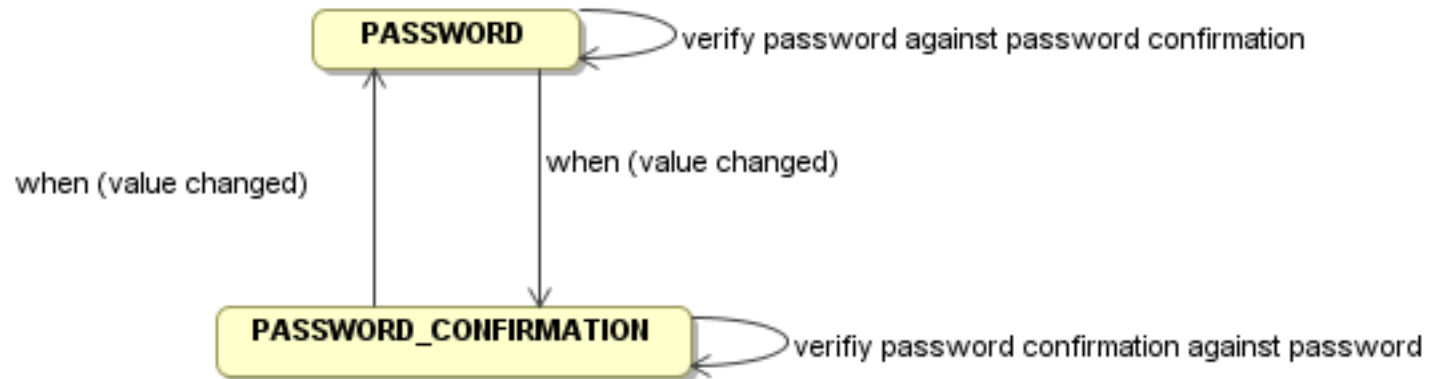 PASSWORD
verify password against password confirmation
when (value changed)
when (value changed)
PASSWORD_CONFIRMATION
verifiy password confirmation against password